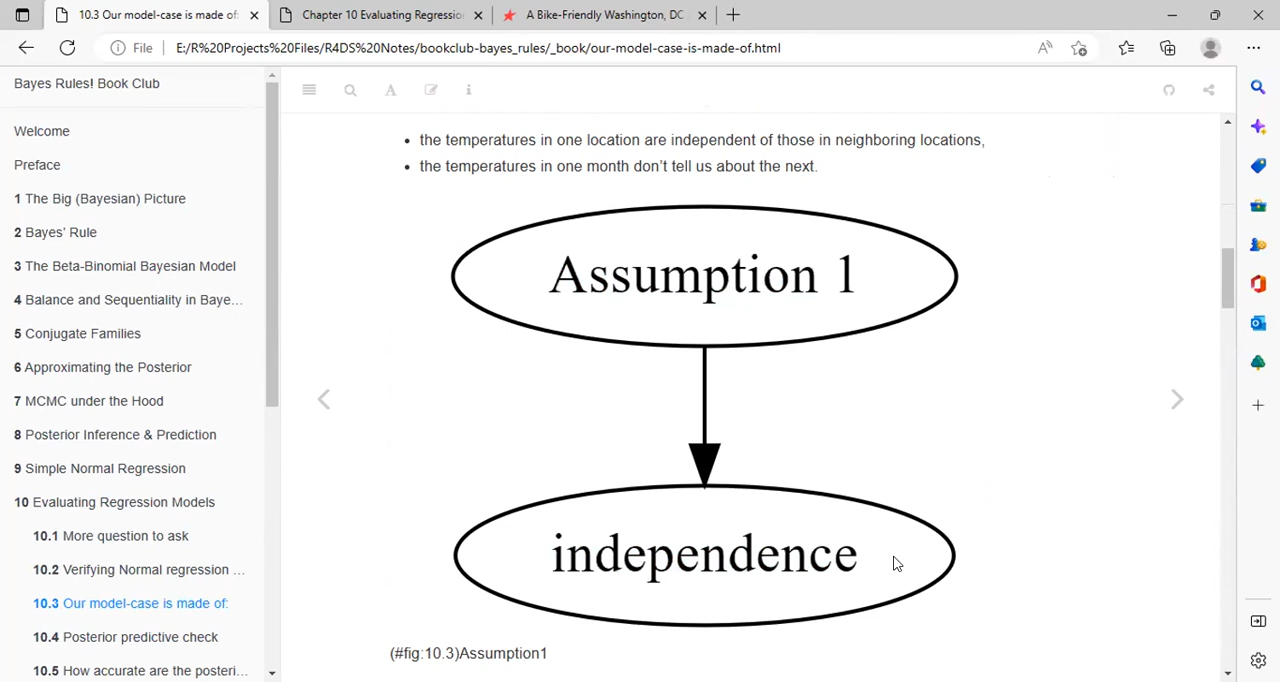 10.3 Our model-case is made of:
Chapter 10 Evaluating Regressio
A Bike-Friendly Washington, DC
File
E:/R%20Projects%20Files/R4DS%20Notes/bookclub-bayes_rules/_book/our-model-case-is-made-of.html
Bayes Rules! Book Club
Welcome
Preface
1 The Big (Bayesian) Picture
2 Bayes’ Rule
3 The Beta-Binomial Bayesian Model
4 Balance and Sequentiality in Baye...
5 Conjugate Families
6 Approximating the Posterior
7 MCMC under the Hood
8 Posterior Inference & Prediction
9 Simple Normal Regression
10 Evaluating Regression Models
10.1 More question to ask
10.2 Verifying Normal regression ...
10.3 Our model-case is made of:
10.4 Posterior predictive check
10.5 How accurate are the posteri...
• the temperatures in one location are independent of those in neighboring locations,
• the temperatures in one month don’t tell us about the next.
Assumption 1
independence
(#fig:10.3)Assumption1